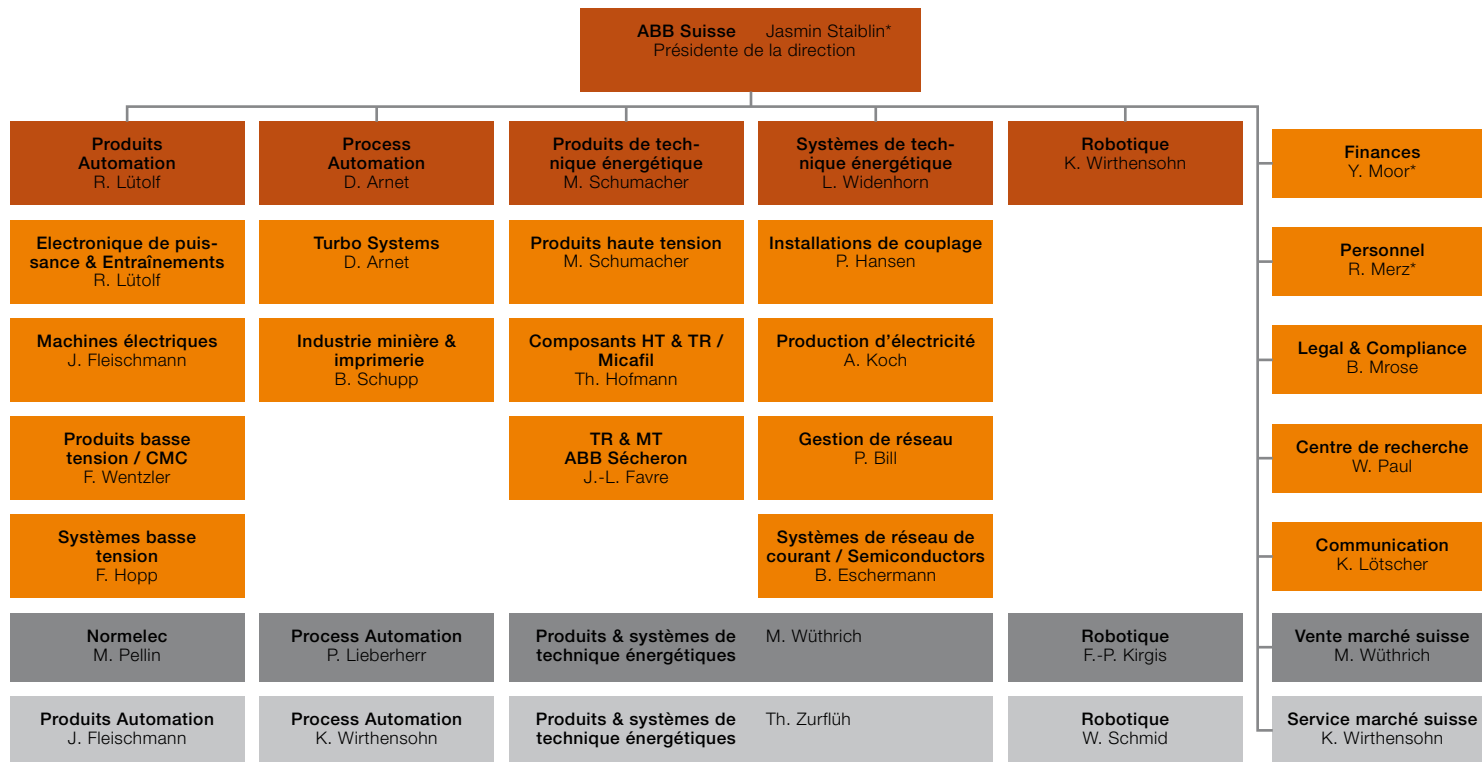 ABB Suisse Jasmin Staiblin*
Présidente de la direction
Produits
Automation
R. Lütolf
Process
Automation
D. Arnet
Produits de tech-
nique énergétique
M. Schumacher
Systèmes de tech-
nique énergétique
L. Widenhorn
Robotique
K. Wirthensohn
Finances
Y. Moor*
Electronique de puis-
sance & Entraînements
R. Lütolf
Turbo Systems
D. Arnet
Produits haute tension
M. Schumacher
Installations de couplage
P. Hansen
Personnel
R. Merz*
Machines électriques
J. Fleischmann
Industrie minière &
imprimerie
B. Schupp
Composants HT & TR /
Micafil
Th. Hofmann
Production d'électricité
A. Koch
Legal & Compliance
B. Mrose
Produits basse
tension / CMC
F. Wentzler
TR & MT
ABB Sécheron
J.-L. Favre
Gestion de réseau
P. Bill
Centre de recherche
W. Paul
Systèmes basse
tension
F. Hopp
Systèmes de réseau de
courant / Semiconductors
B. Eschermann
Communication
K. Lötscher
Normelec
M. Pellin
Process Automation
P. Lieberherr
Produits & systèmes de
technique énergétiques
M. Wüthrich
Robotique
F.-P. Kirgis
Vente marché suisse
M. Wüthrich
Produits Automation
J. Fleischmann
Process Automation
K. Wirthensohn
Produits & systèmes de
technique énergétiques
Th. Zurflüh
Robotique
W. Schmid
Service marché suisse
K. Wirthensohn